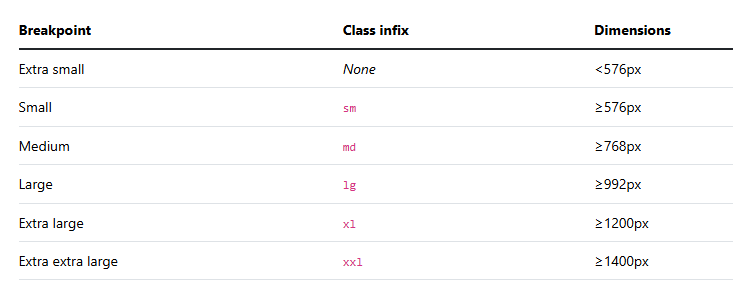 Breakpoint Class infix Dimensions
Extra small None <576px
Small sm ≥576px
Medium md ≥768px
Large lg ≥992px
Extra large xl ≥1200px
Extra extra large xxl ≥1400px